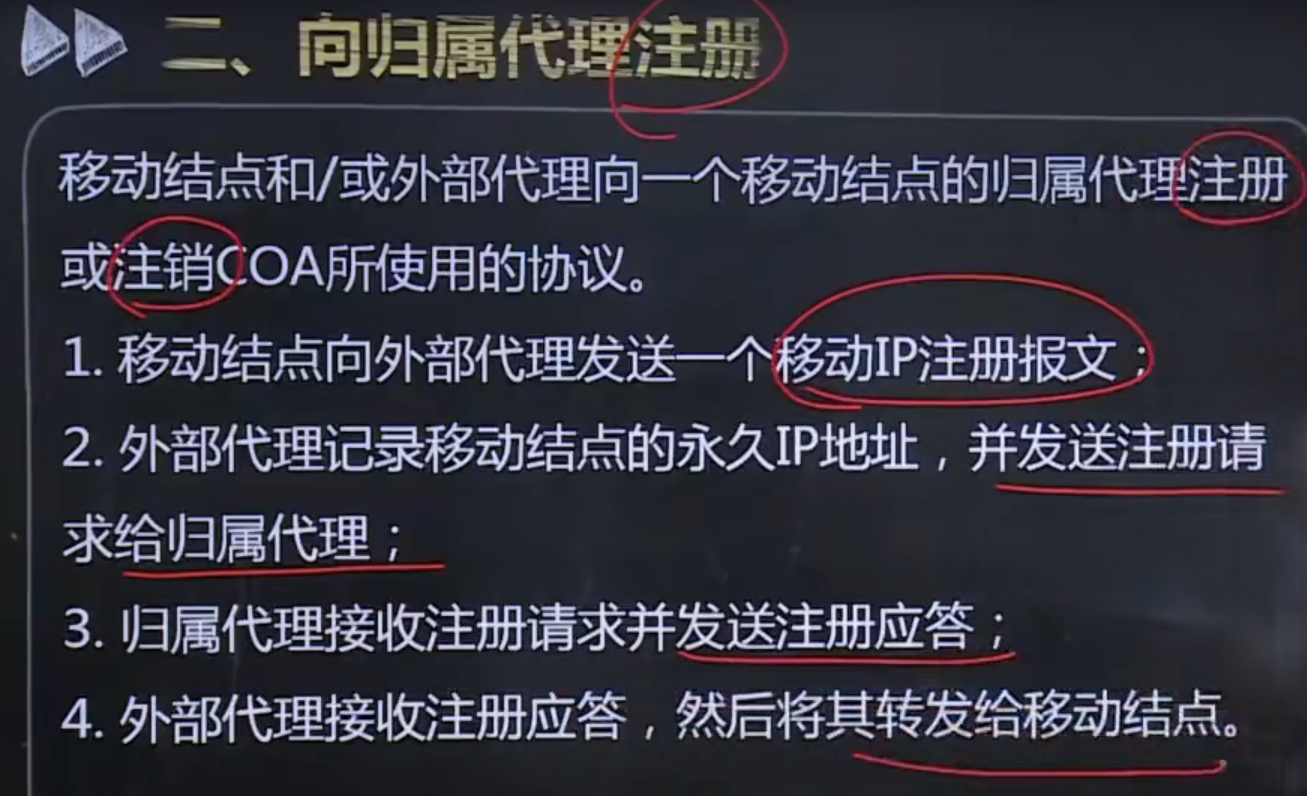 二、向归属代理注册
移动结点和/或外部代理向一个移动结点的归属代理注册
或注销COA所使用的协议。
1. 移动结点向外部代理发送一个移动IP注册报文；
2. 外部代理记录移动结点的永久IP地址，并发送注册请
求给归属代理；
3. 归属代理接收注册请求并发送注册应答；
4. 外部代理接收注册应答，然后将其转发给移动结点。